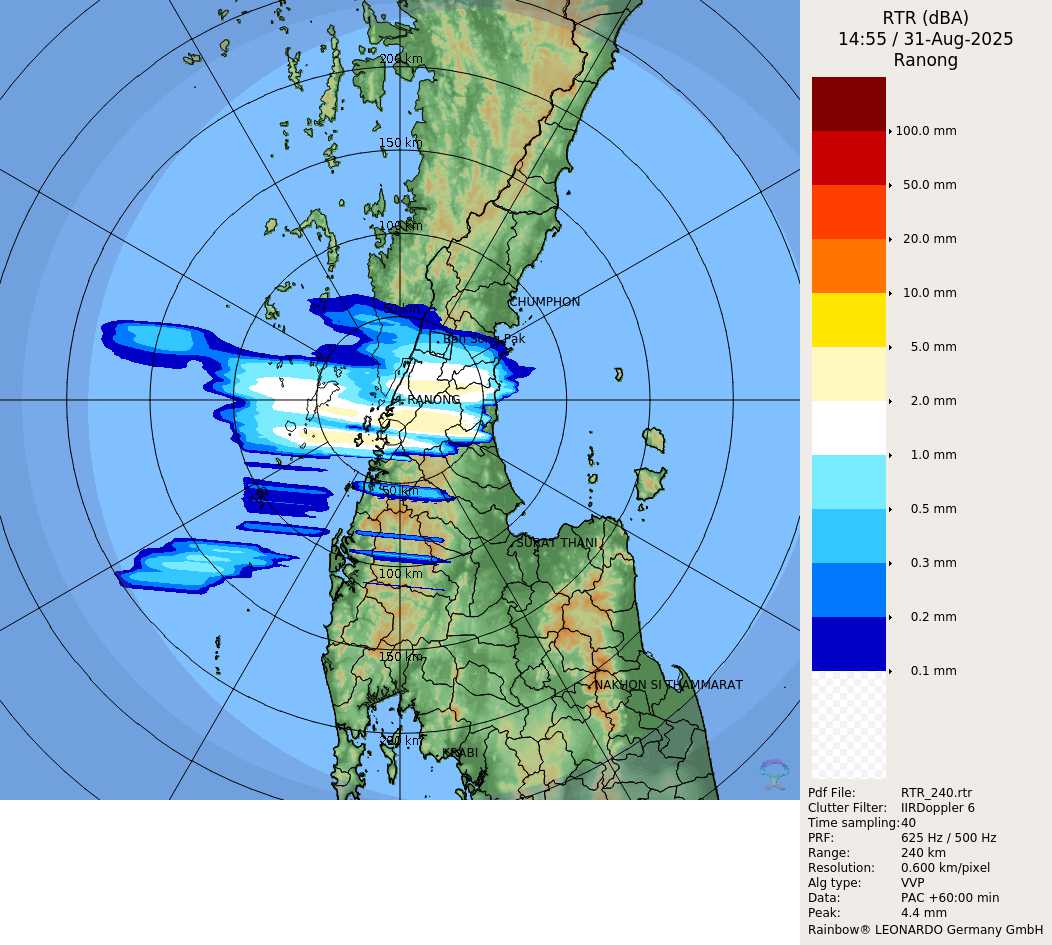 RTR (dBA)
14:55 / 31-Aug-2025
Ranong
200 km
150 km
100 km
CHUMPHON
Ban Song Pak
RANONG
50 km
SURAT THANI
100 km
150 km
NAKHON SI THAMMARAT
200 km
KRABI
100.0 mm
50.0 mm
20.0 mm
10.0 mm
5.0 mm
2.0 mm
1.0 mm
0.5 mm
0.3 mm
0.2 mm
0.1 mm
Pdf File: RTR_240.rtr
Clutter Filter: IIRDoppler 6
Time sampling:40
PRF: 625 Hz / 500 Hz
Range: 240 km
Resolution: 0.600 km/pixel
Alg type: VVP
Data: PAC +60:00 min
Peak: 4.4 mm
Rainbow® LEONARDO Germany GmbH